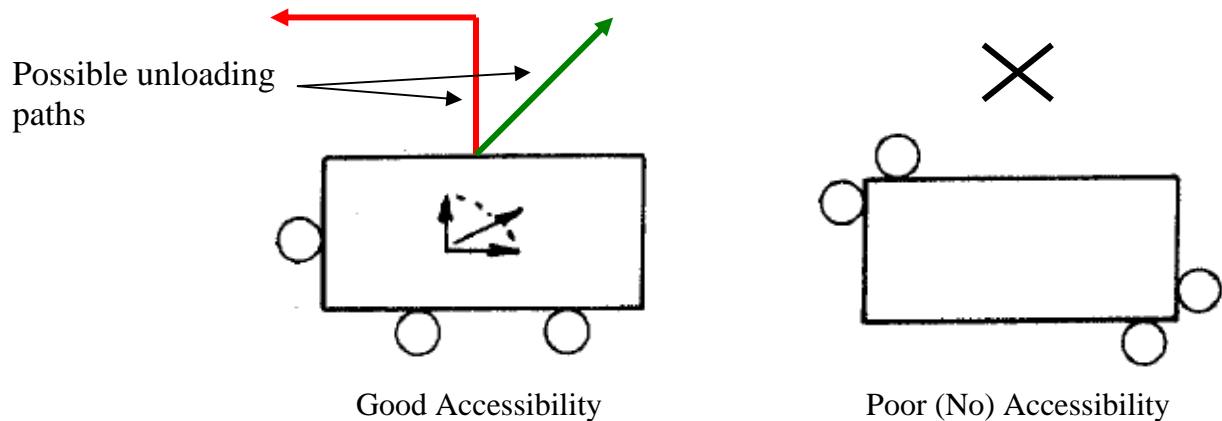 Possible unloading
paths
Good Accessibility
Poor (No) Accessibility